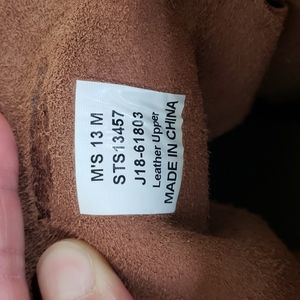 M'S 13 M
STS13457
J18-61803
Leather Upper
MADE IN CHINA